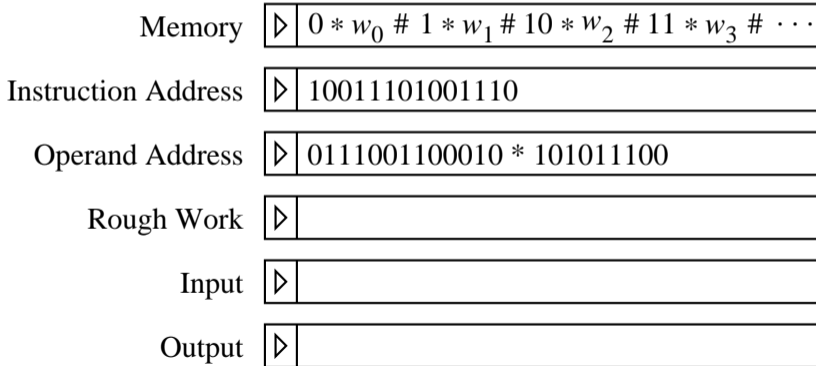 Memory ▷ 0 * w₀ # 1 * w₁ # 10 * w₂ # 11 * w₃ # ⋯
Instruction Address ▷ 10011101001110
Operand Address ▷ 0111001100010 * 101011100
Rough Work ▷
Input ▷
Output ▷